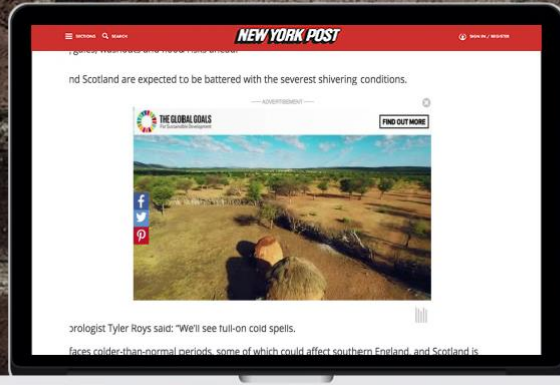 SECTIONS SEARCH NEW YORK POST SIGN IN / REGISTER
nd Scotland are expected to be battered with the severest shivering conditions.
ADVERTISEMENT
THE GLOBAL GOALS
For Sustainable Development
FIND OUT MORE
orologist Tyler Roys said: "We'll see full-on cold spells.
faces colder-than-normal periods, some of which could affect southern England, and Scotland is